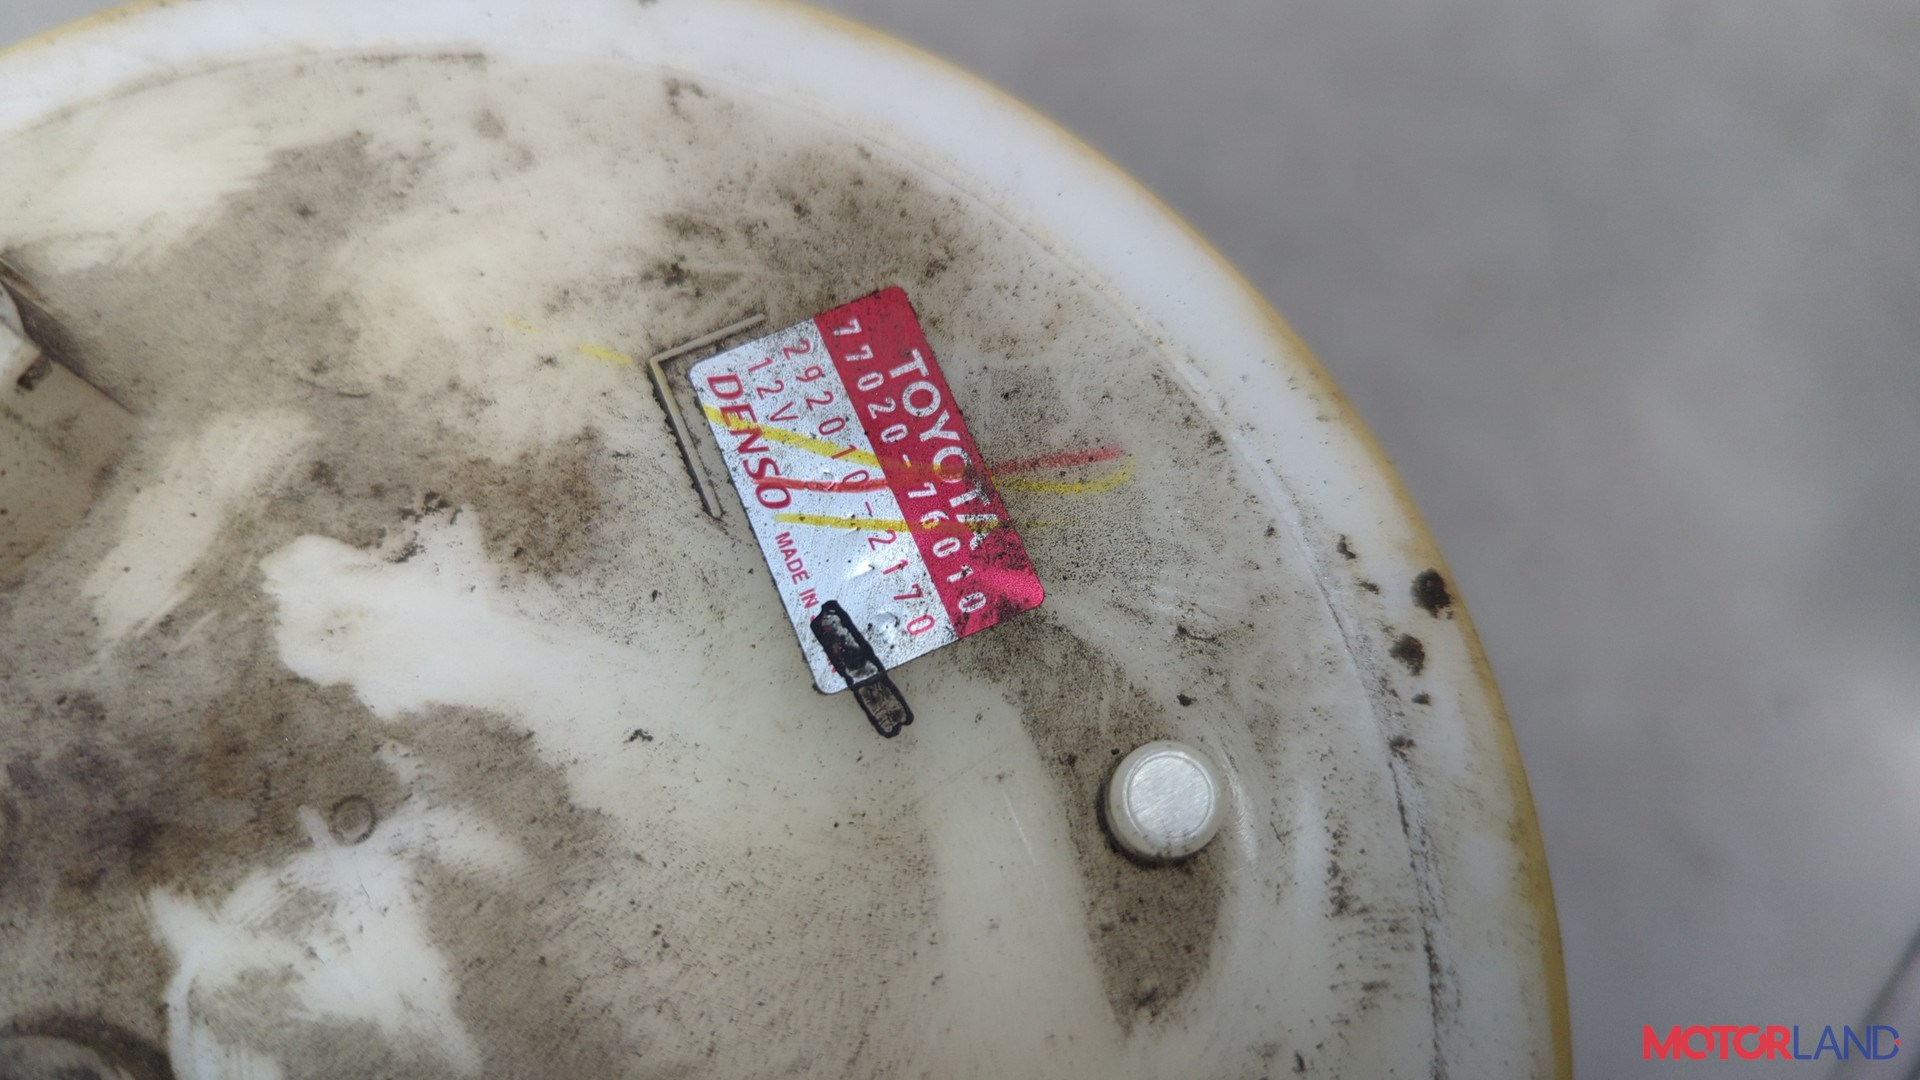 TOYOTA
77020-76010
292010-2170
12V
DENSO MADE IN
MOTORLAND